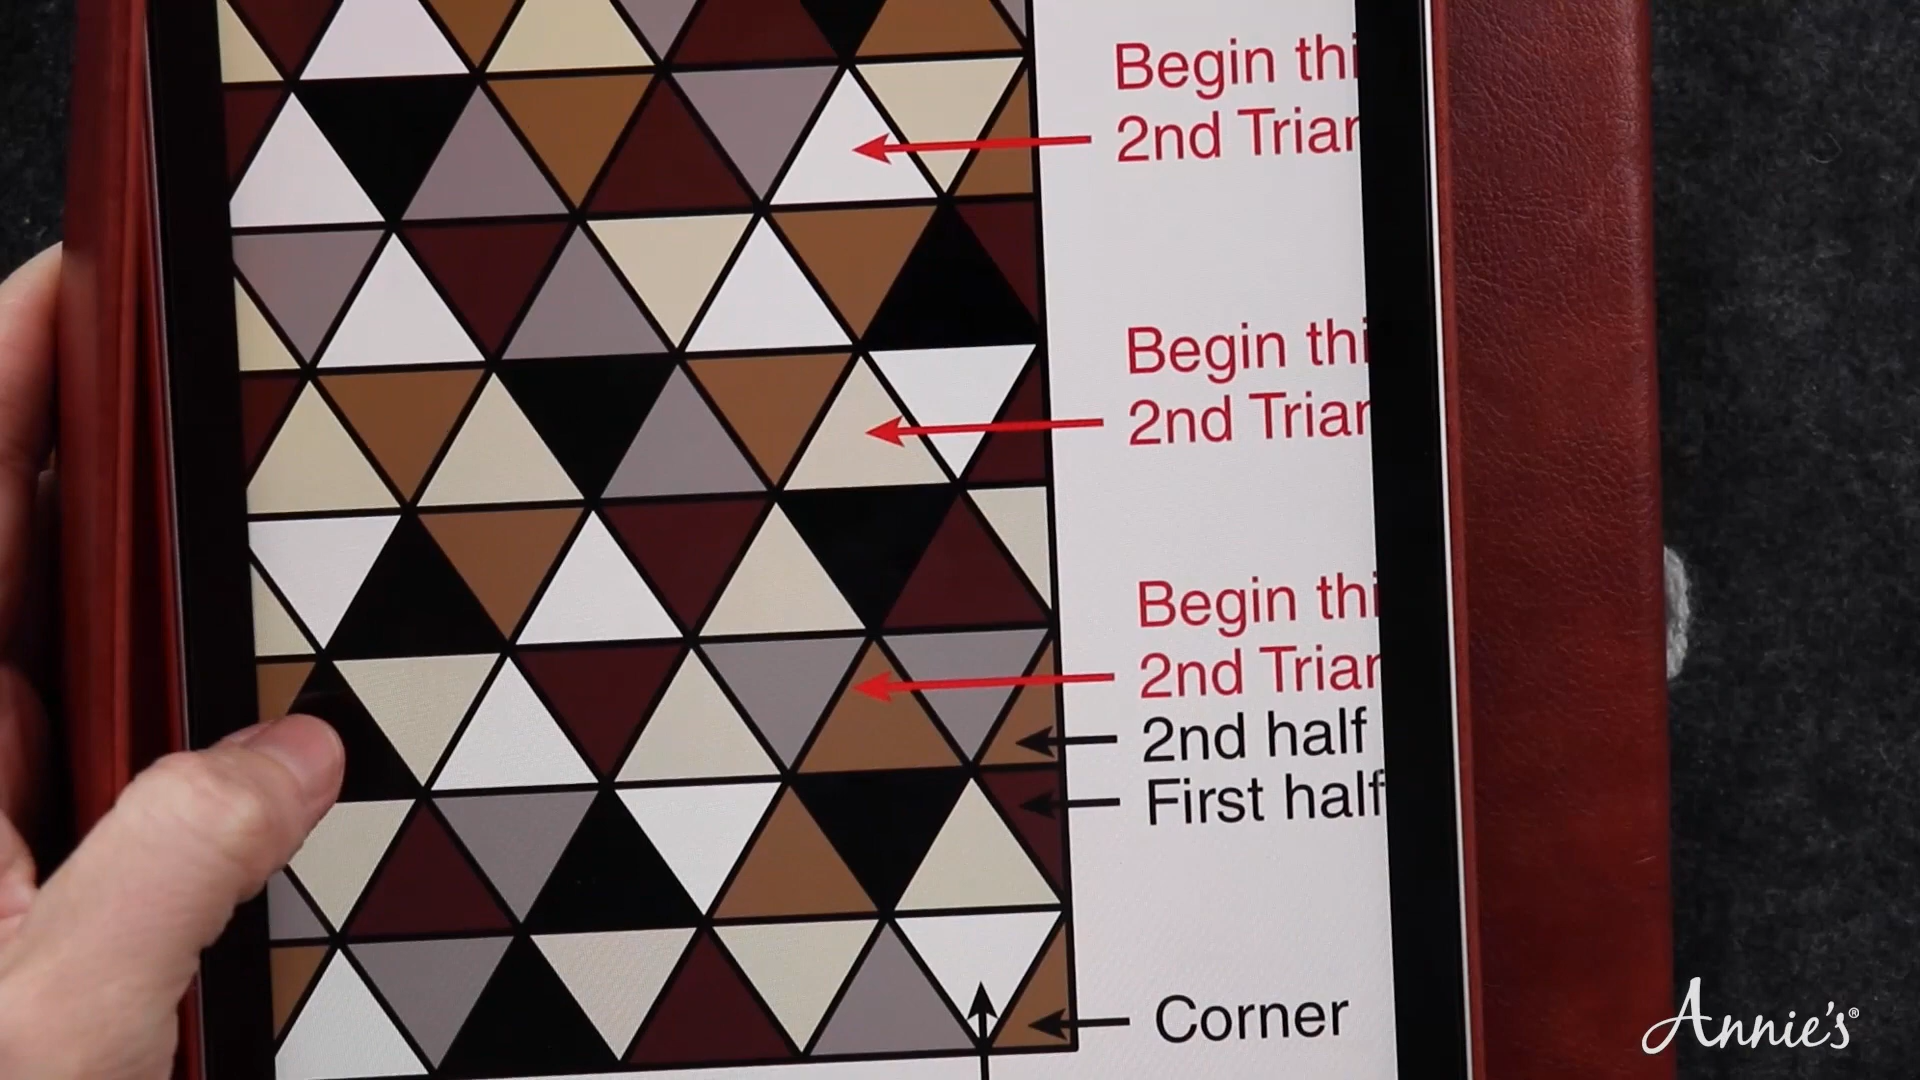 Begin thi
2nd Trian
Begin thi
2nd Trian
Begin thi
2nd Trian
2nd half
First half
Corner
Annie's®